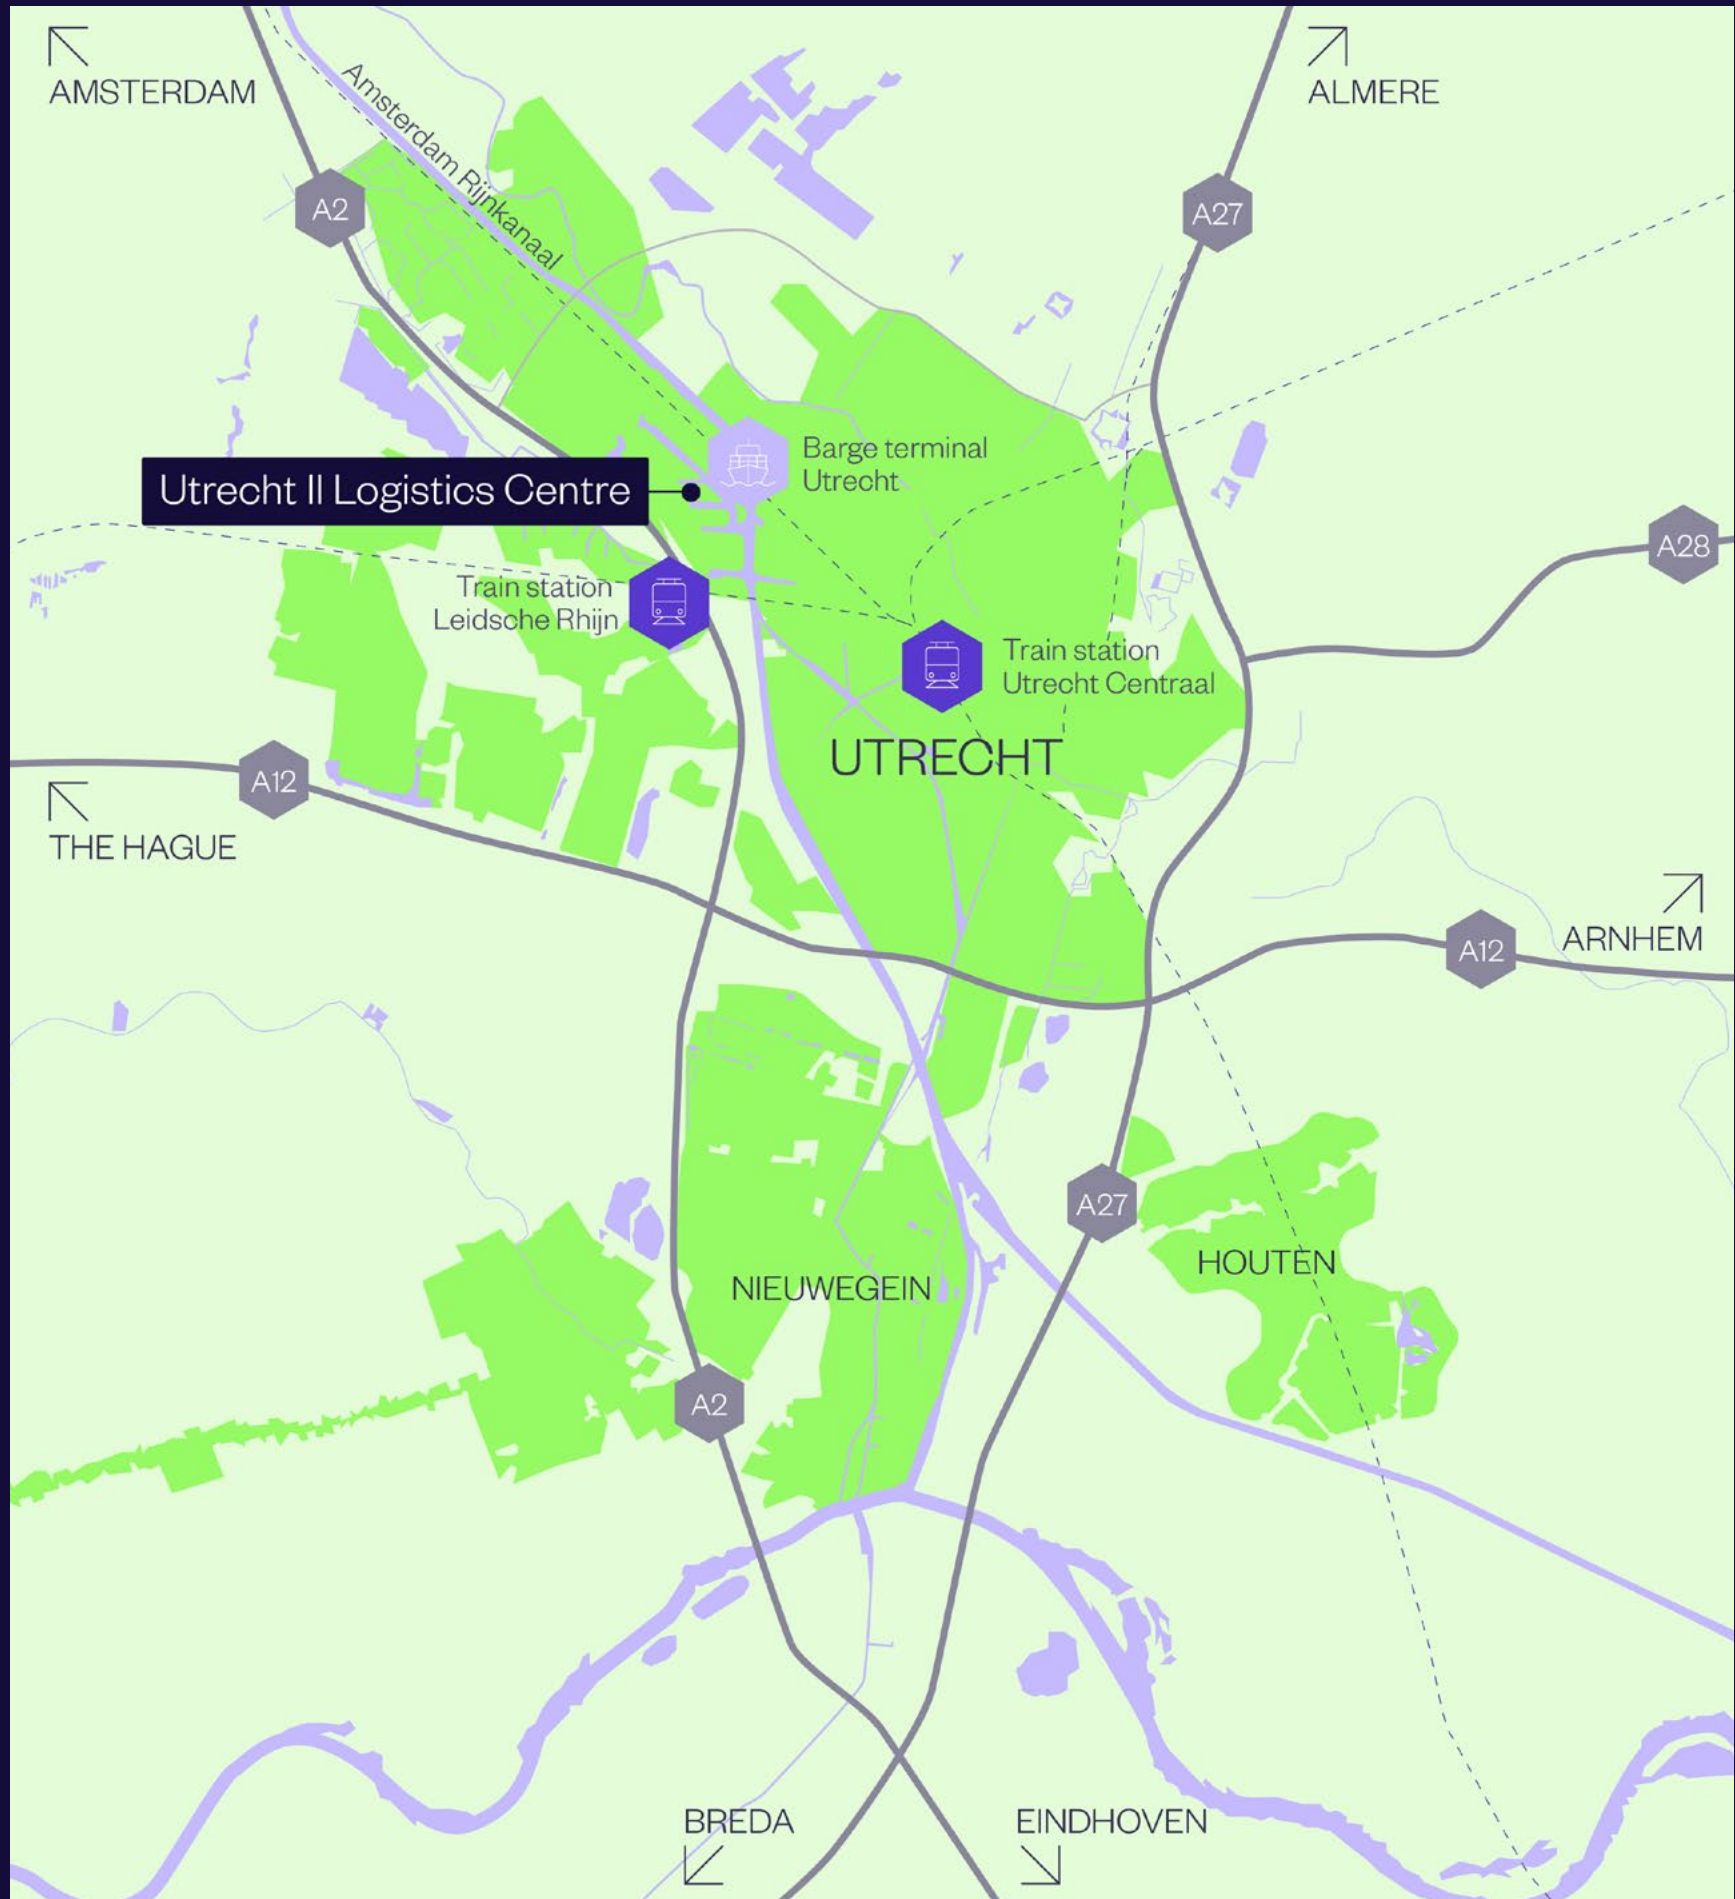 AMSTERDAM
ALMERE
Amsterdam Rijnkanaal
A2
A27
Barge terminal
Utrecht
Utrecht II Logistics Centre
A28
Train station
Leidsche Rhijn
Train station
Utrecht Centraal
UTRECHT
A12
THE HAGUE
ARNHEM
A12
A27
HOUTEN
NIEUWEGEIN
A2
BREDA
EINDHOVEN